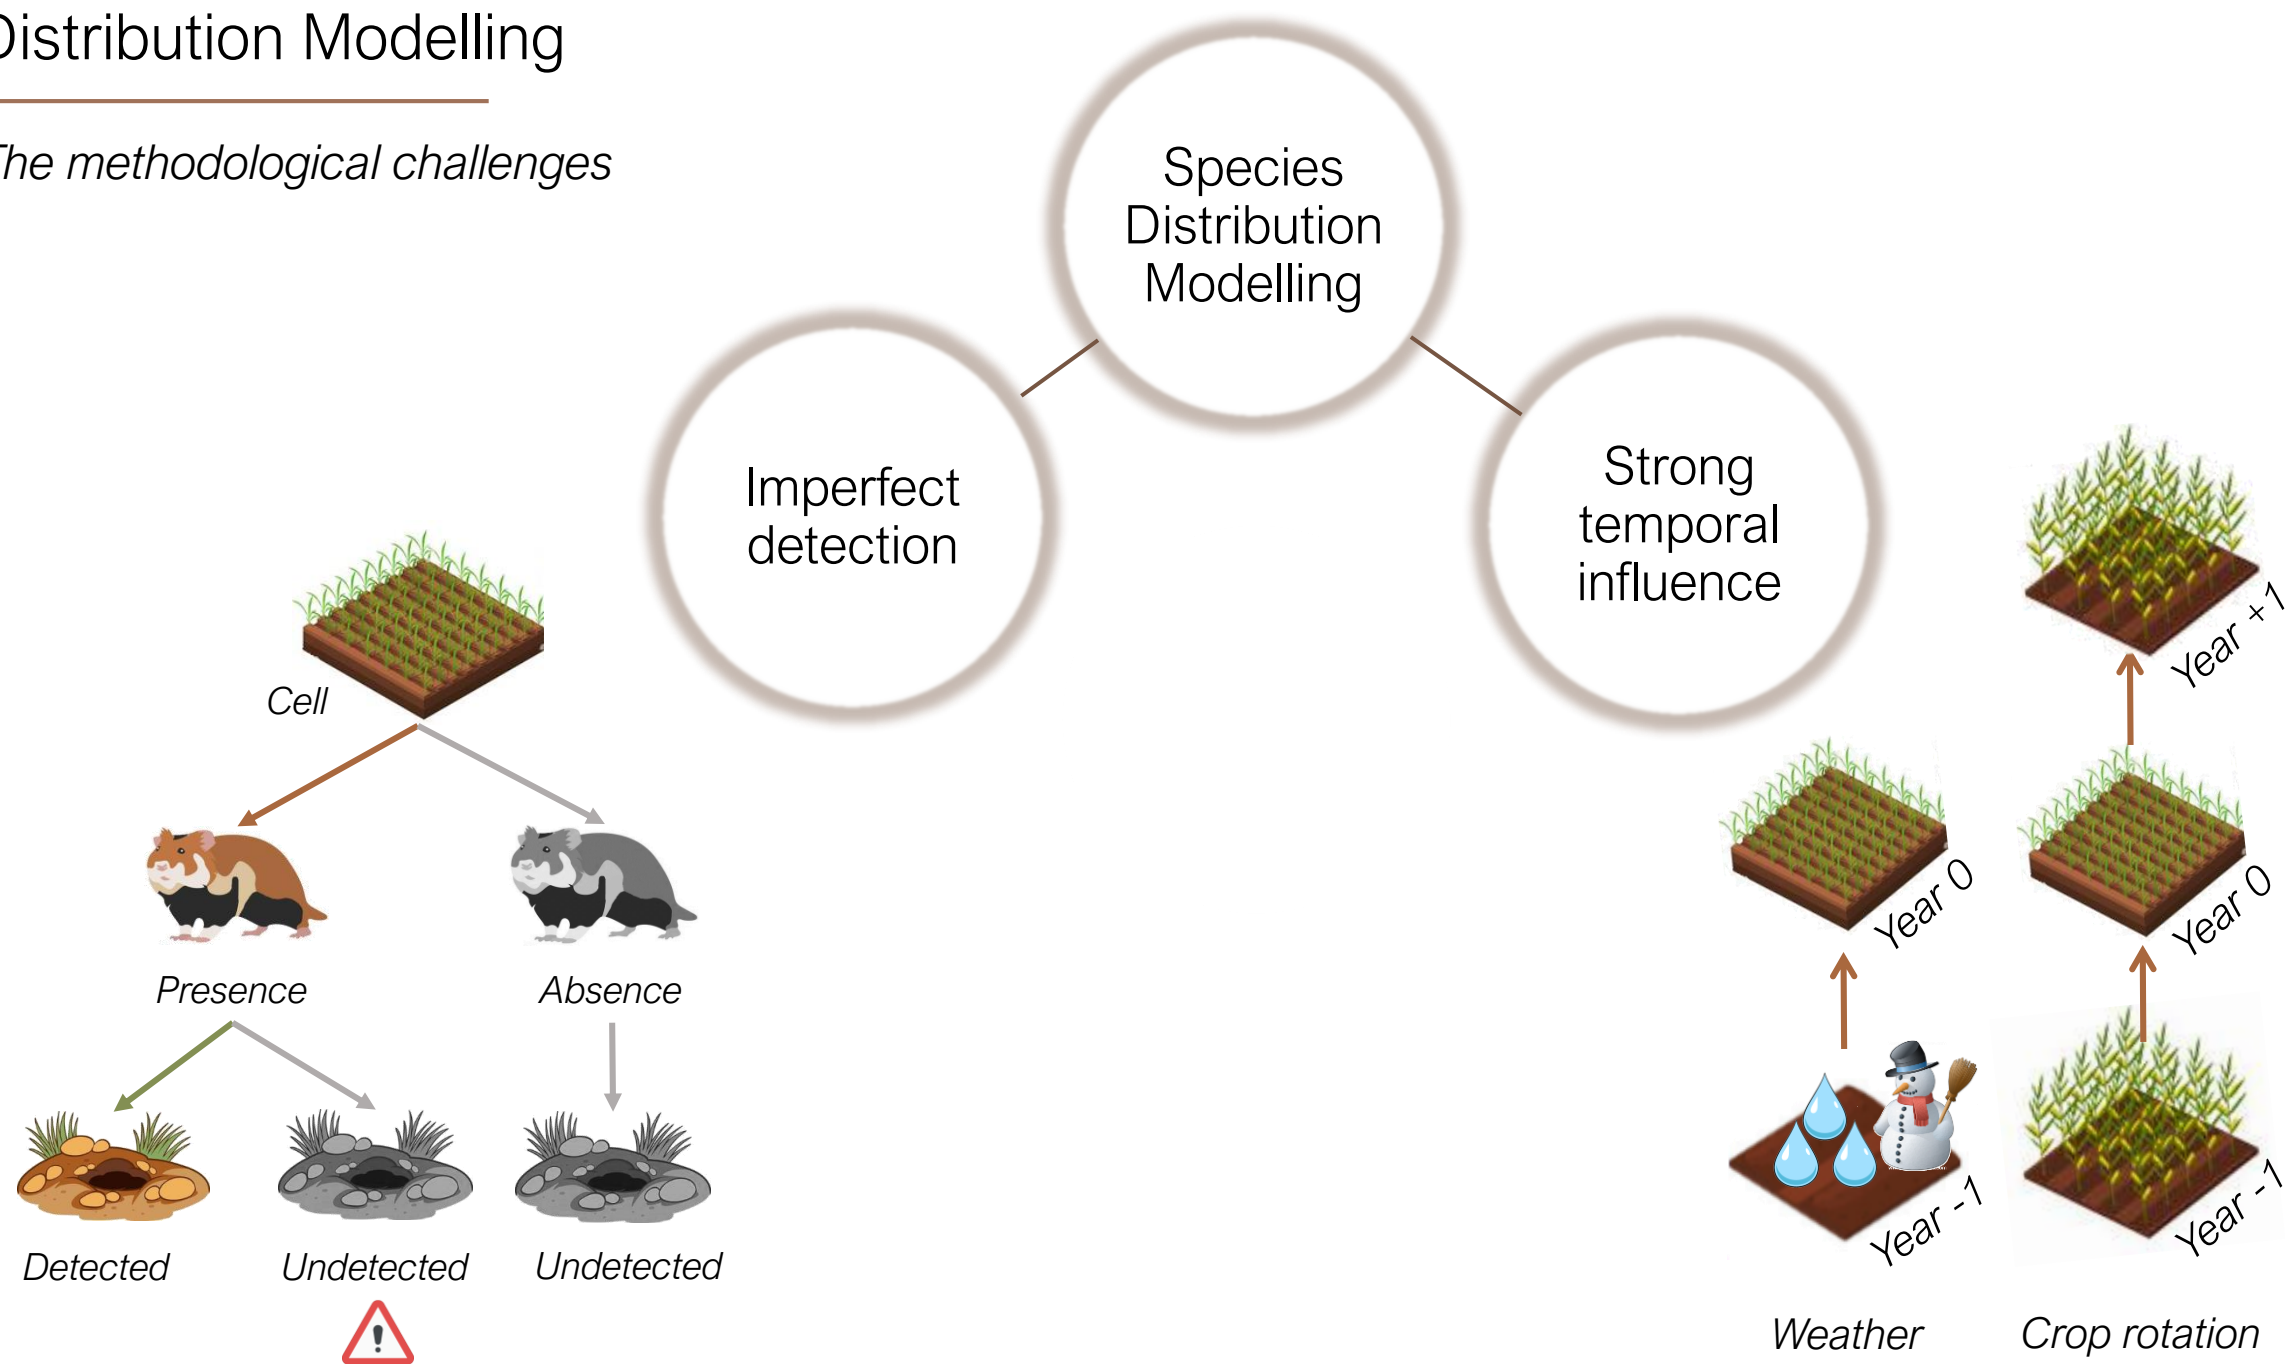 Distribution Modelling
The methodological challenges
Species
Distribution
Modelling
Imperfect
detection
Strong
temporal
influence
Cell
Presence
Absence
Detected
Undetected
Undetected
Year +1
Year 0
Year 0
Year -1
Year -1
Weather
Crop rotation